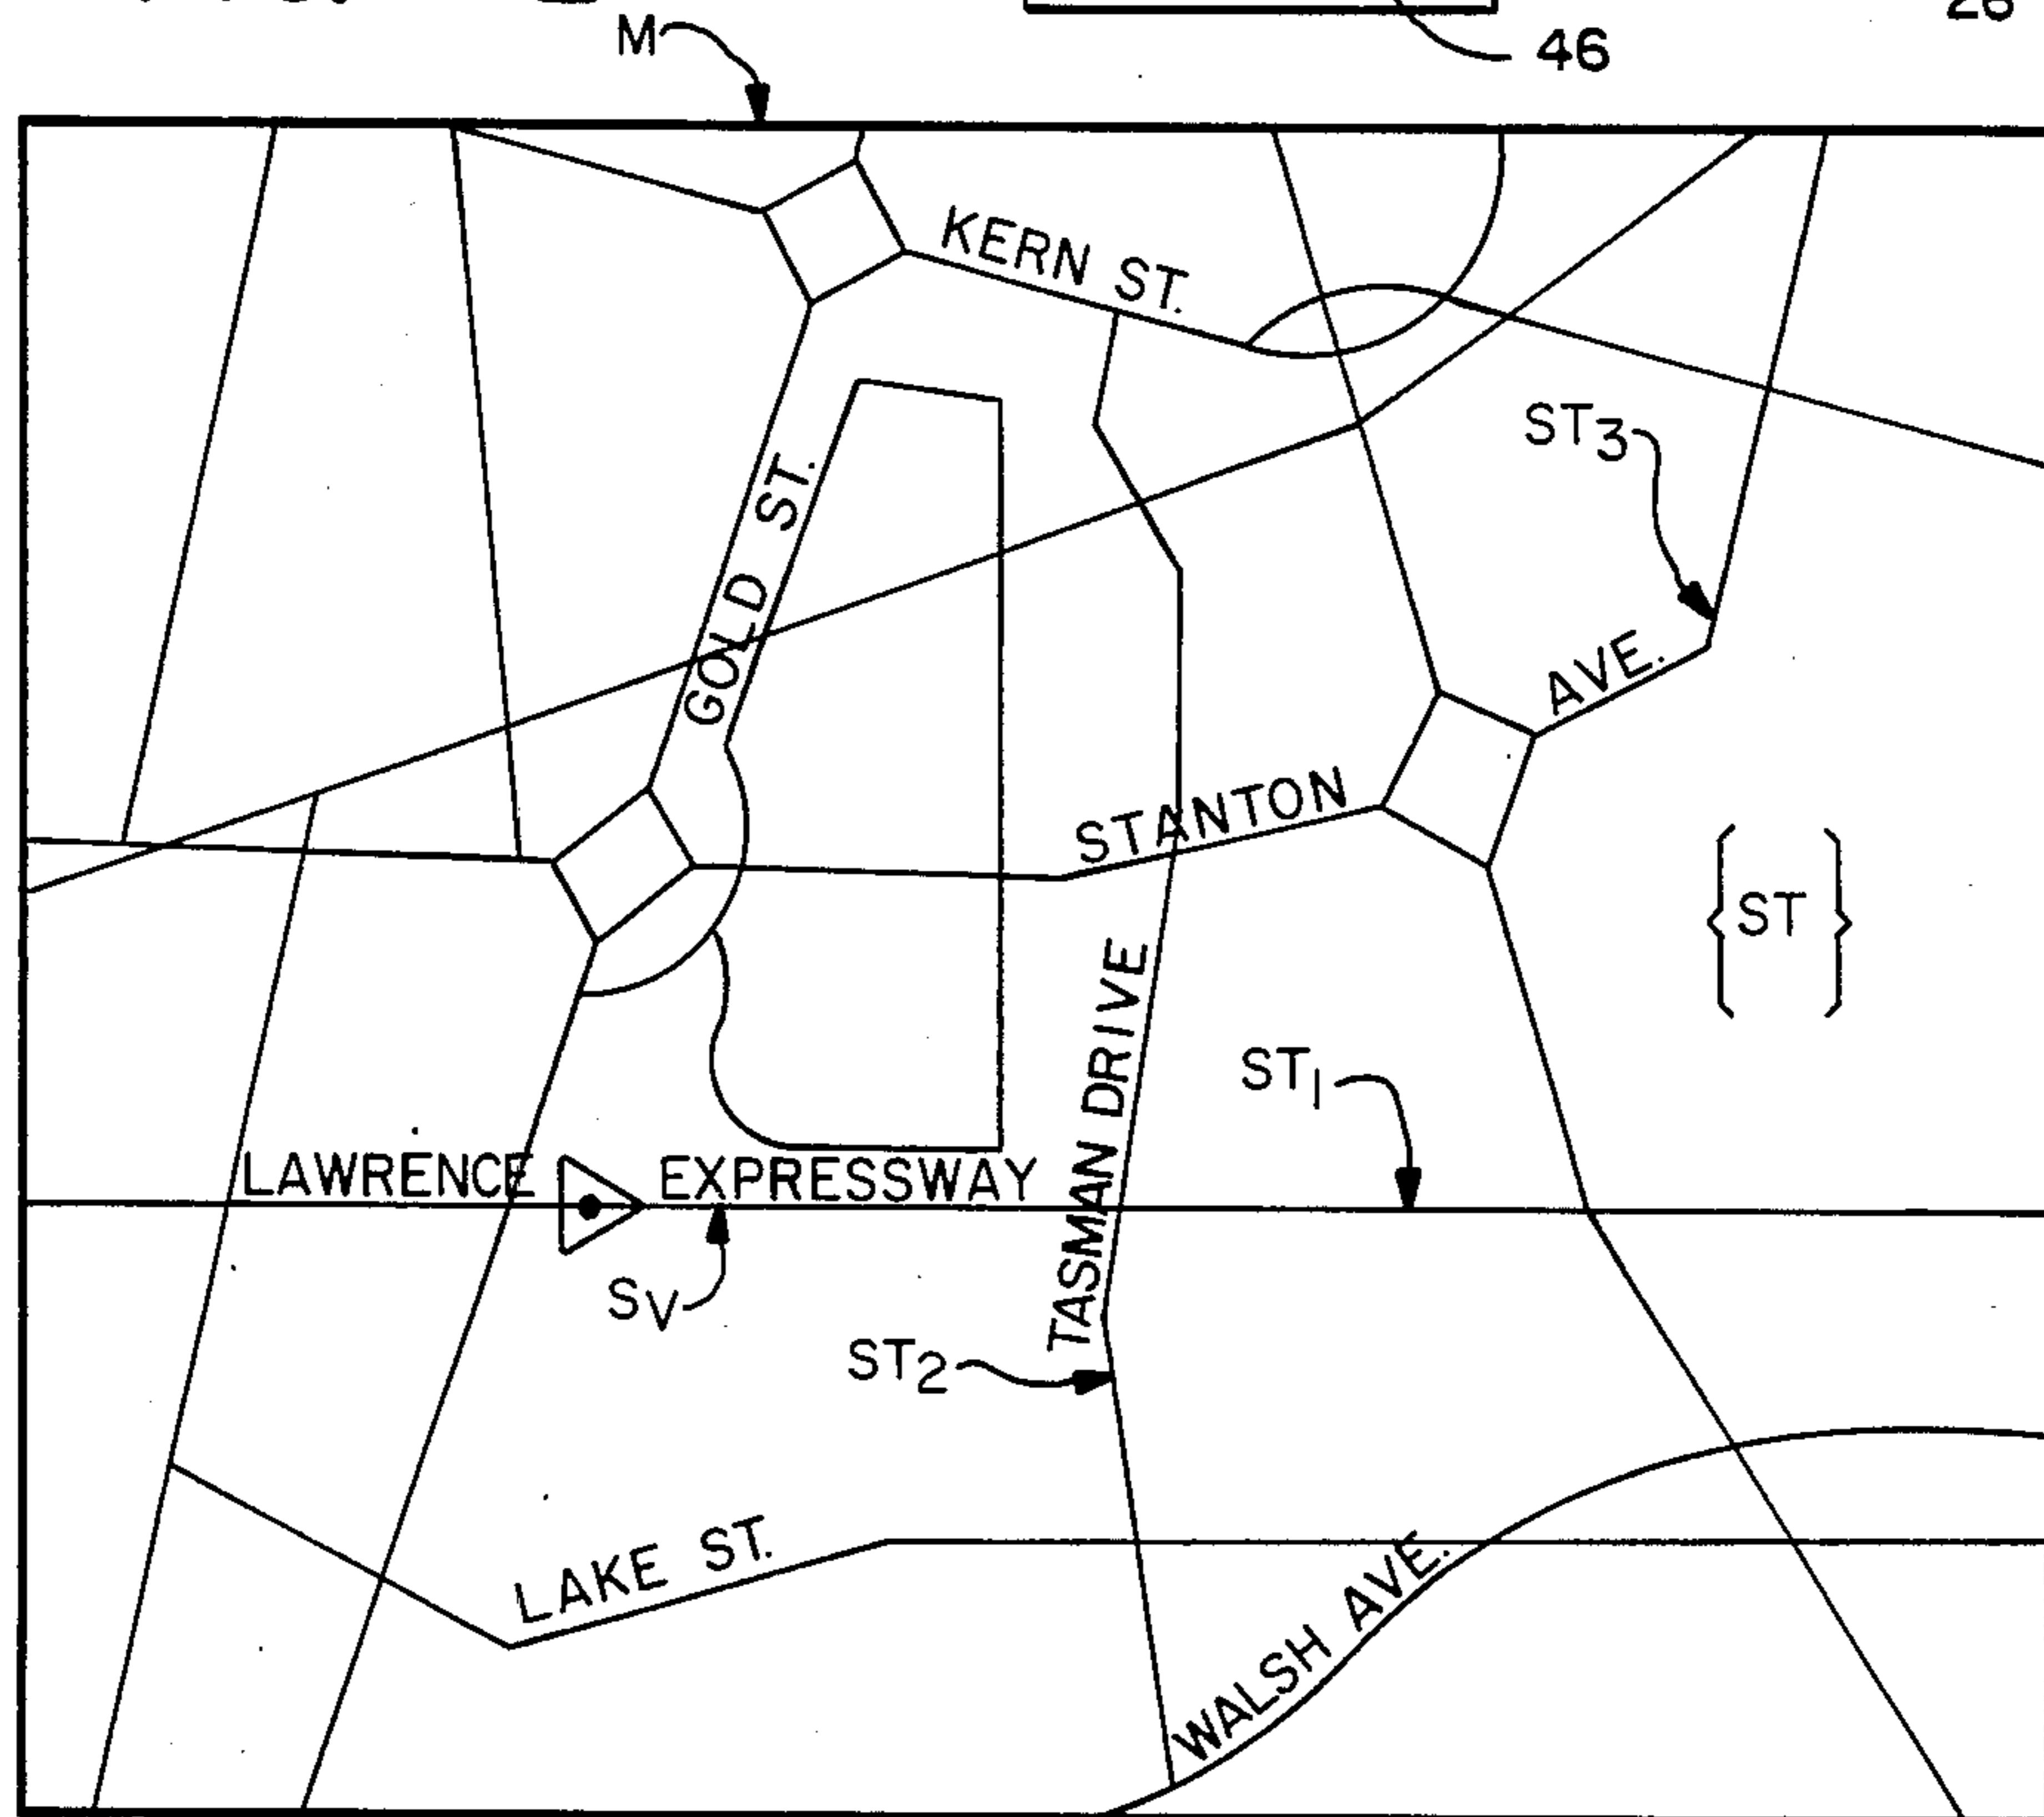 M
46
KERN ST.
ST3
GOLD ST.
STANTON AVE.
{ST}
TASMAN DRIVE
ST1
LAWRENCE EXPRESSWAY
SV
ST2
LAKE ST.
WALSH AVE.